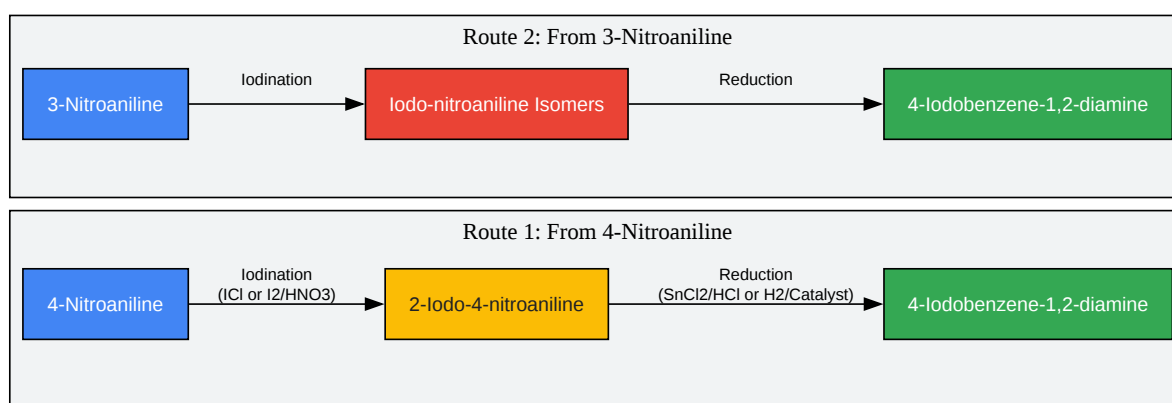 Route 2: From 3-Nitroaniline
3-Nitroaniline
Iodination
Iodo-nitroaniline Isomers
Reduction
4-Iodobenzene-1,2-diamine
Route 1: From 4-Nitroaniline
4-Nitroaniline
Iodination
(ICl or I2/HNO3)
2-Iodo-4-nitroaniline
Reduction
(SnCl2/HCl or H2/Catalyst)
4-Iodobenzene-1,2-diamine